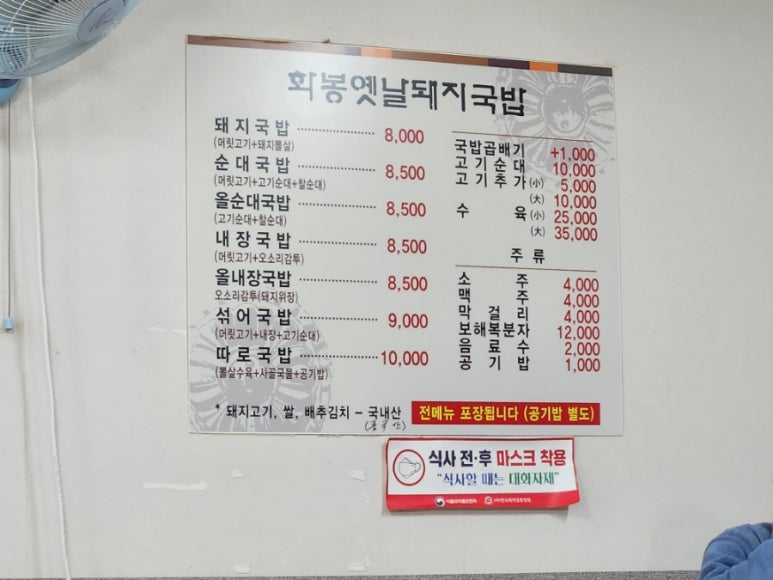 화봉옛날돼지국밥
돼지국밥 8,000
(머릿고기+돼지뽈살)
순대국밥 8,500
(머릿고기+고기순대+찰순대)
올순대국밥 8,500
(고기순대+찰순대)
내장국밥 8,500
(머릿고기+오소리감투)
올내장국밥 8,500
오소리감투(돼지위장)
섞어국밥 9,000
(머릿고기+내장+고기순대)
따로국밥 10,000
(뽈살수육+사골국물+공기밥)
국밥곱배기 +1,000
고기순대 10,000
고기추가 (小) 5,000
(大) 10,000
수육 (小) 25,000
(大) 35,000
주류
소주 4,000
맥주 4,000
막걸리 4,000
보해복분자 12,000
음료수 2,000
공기밥 1,000
* 돼지고기, 쌀, 배추김치 - 국내산
전메뉴 포장됩니다 (공기밥 별도)
식사 전·후 마스크 착용
"식사할 때는 대화자제"
식품의약품안전처